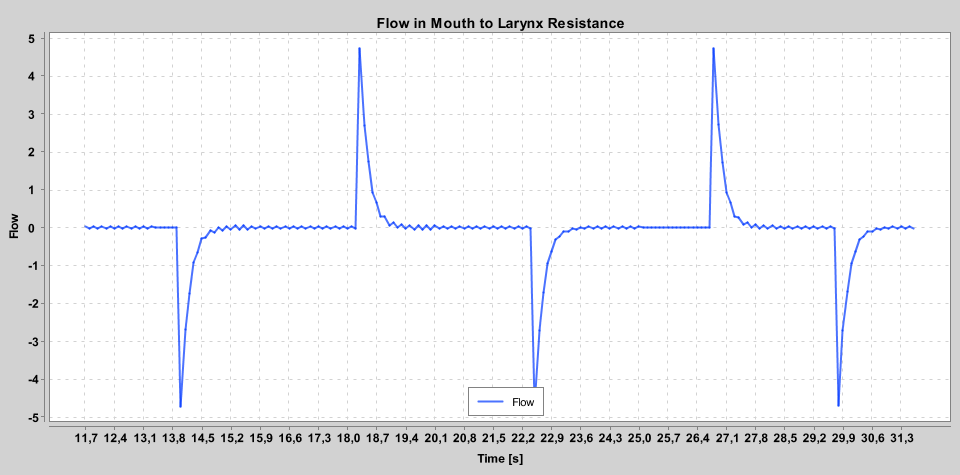 Flow in Mouth to Larynx Resistance
5
4
3
2
1
0
-1
-2
-3
-4
-5
Flow
Flow
11,7 12,4 13,1 13,8 14,5 15,2 15,9 16,6 17,3 18,0 18,7 19,4 20,1 20,8 21,5 22,2 22,9 23,6 24,3 25,0 25,7 26,4 27,1 27,8 28,5 29,2 29,9 30,6 31,3
Time [s]